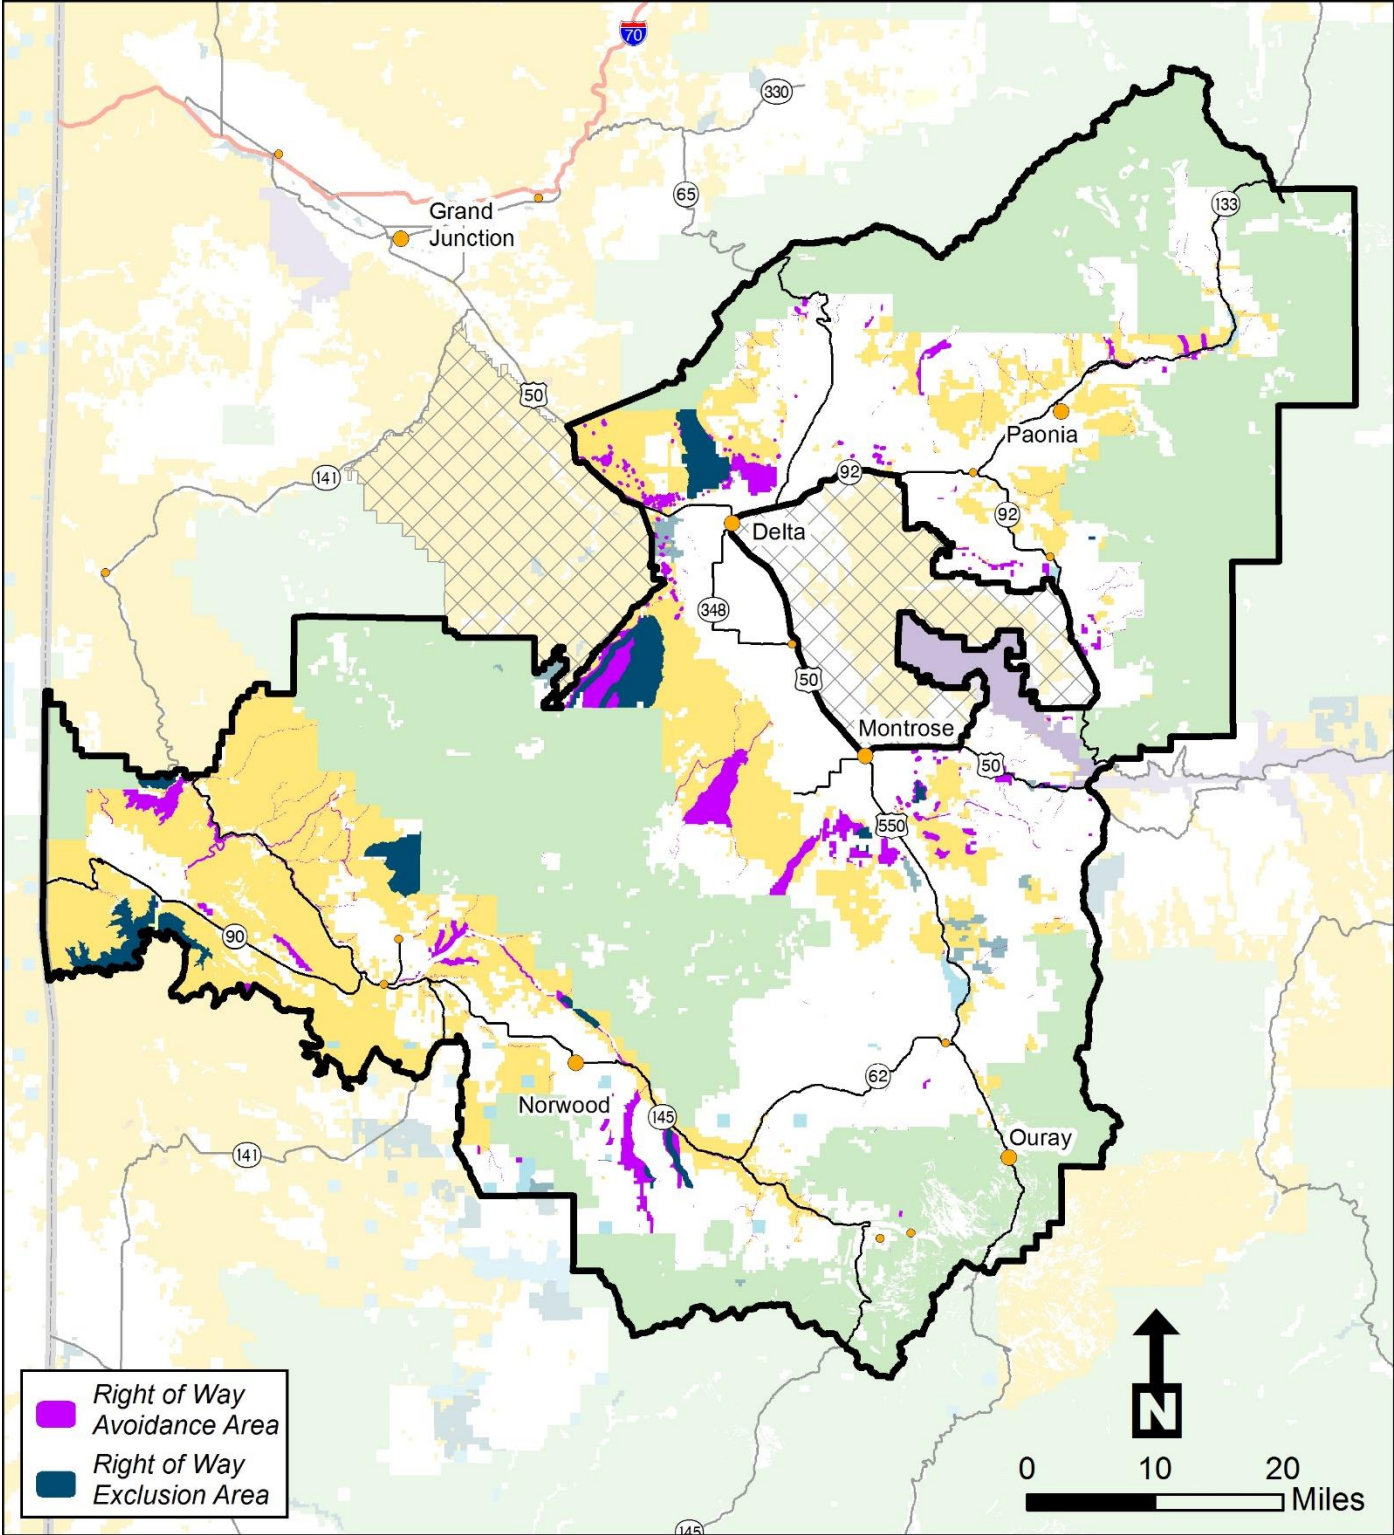 70
330
65
133
Grand
Junction
50
141
Paonia
92
92
Delta
348
50
Montrose
50
550
90
62
Norwood
145
Ouray
141
Right of Way
Avoidance Area
Right of Way
Exclusion Area
N
0 10 20
Miles
145